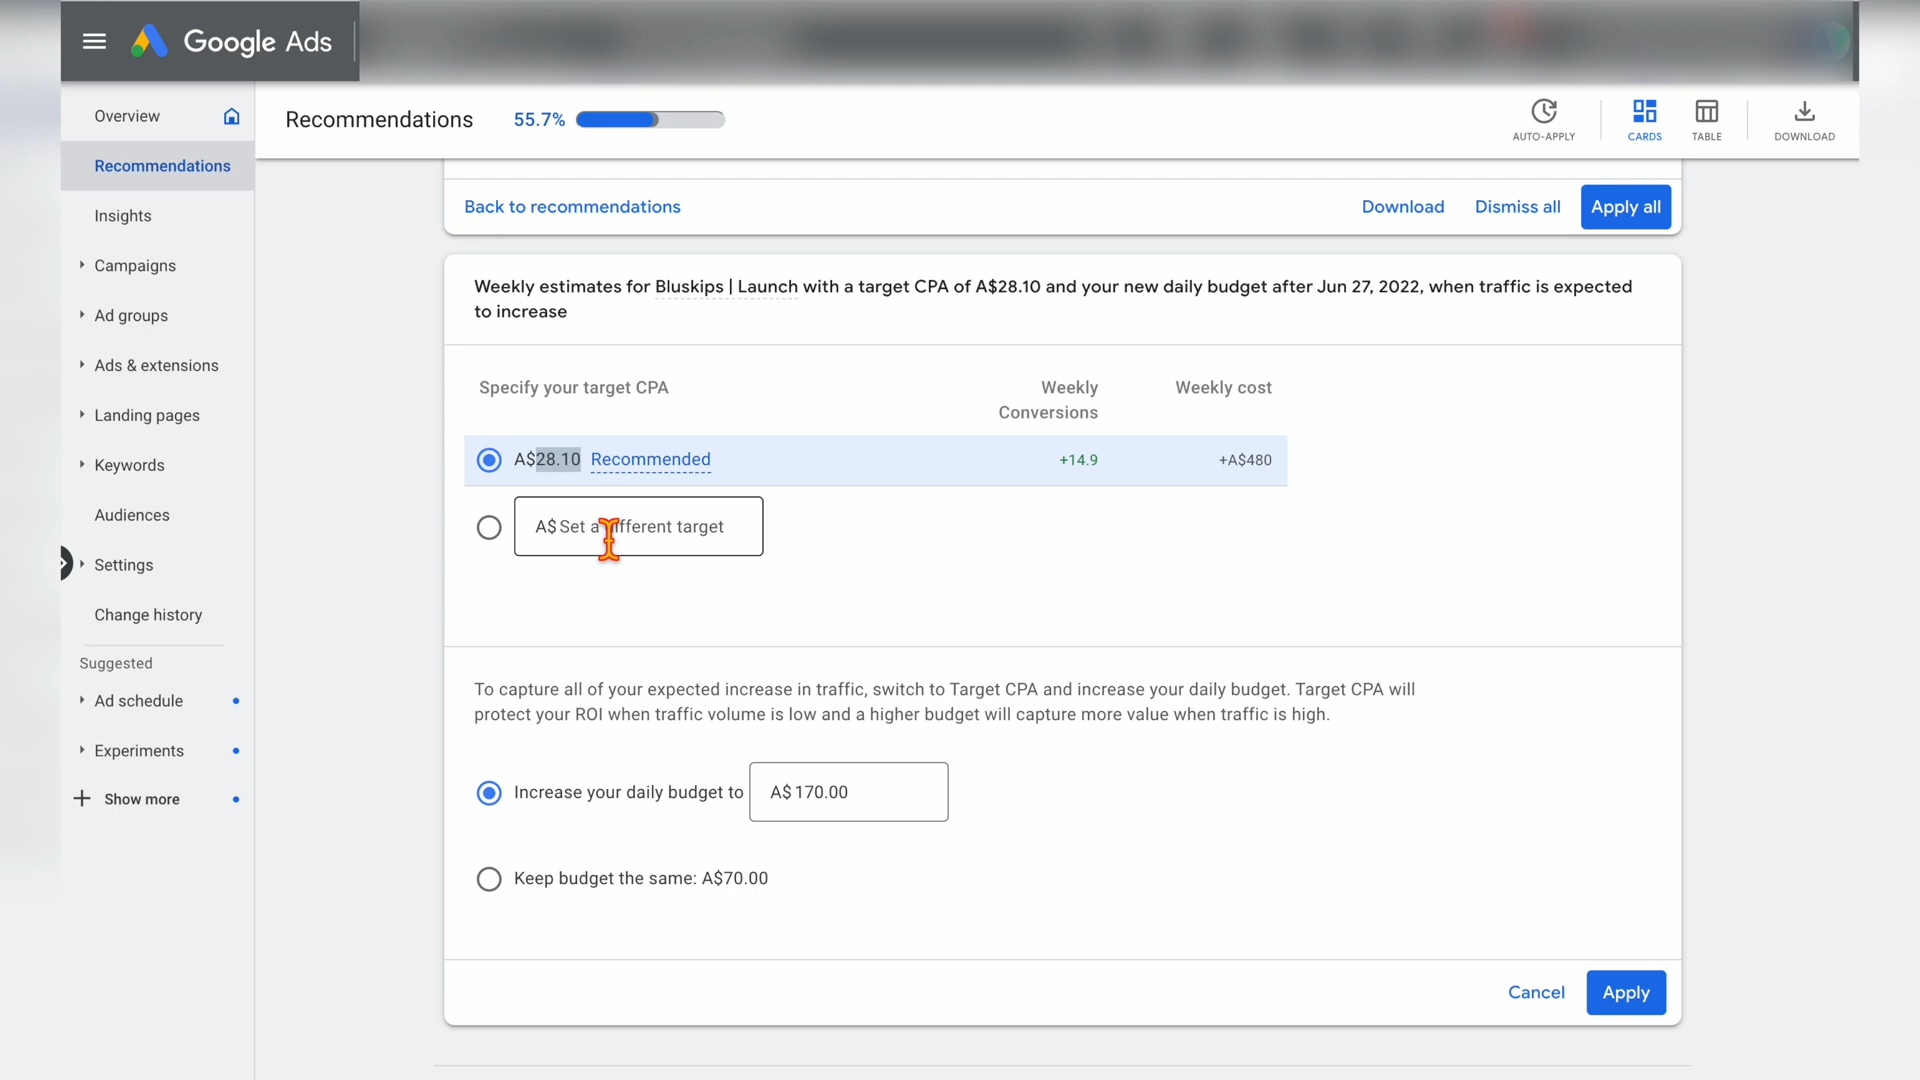 Google Ads
Overview
Recommendations
Insights
Campaigns
Ad groups
Ads & extensions
Landing pages
Keywords
Audiences
Settings
Change history
Suggested
Ad schedule
Experiments
Show more
Recommendations 55.7%
AUTO-APPLY CARDS TABLE DOWNLOAD
Back to recommendations Download Dismiss all Apply all
Weekly estimates for Bluskips | Launch with a target CPA of A$28.10 and your new daily budget after Jun 27, 2022, when traffic is expected
to increase
Specify your target CPA Weekly Conversions Weekly cost
A$28.10 Recommended +14.9 +A$480
A$ Set a different target
To capture all of your expected increase in traffic, switch to Target CPA and increase your daily budget. Target CPA will
protect your ROI when traffic volume is low and a higher budget will capture more value when traffic is high.
Increase your daily budget to A$ 170.00
Keep budget the same: A$70.00
Cancel Apply